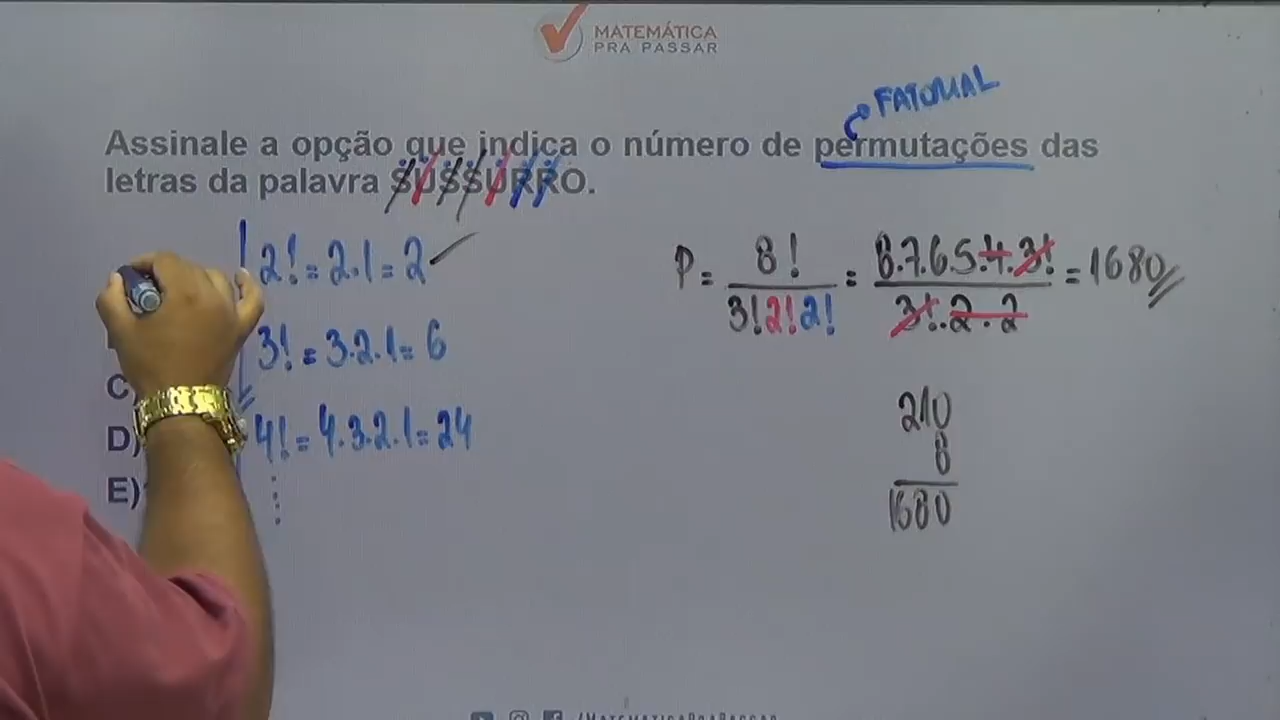 MATEMÁTICA
PRA PASSAR
FATORIAL
Assinale a opção que indica o número de permutações das
letras da palavra SUSSURRO.
2! = 2.1 = 2
3! = 3.2.1 = 6
C
4! = 4.3.2.1 = 24
D)
E)
P = 8! / 3!2!2! = 8.7.6.5.4.3! / 3!.2.2 = 1680
210
8
1680
/MATEMATICAPRAPASSAR